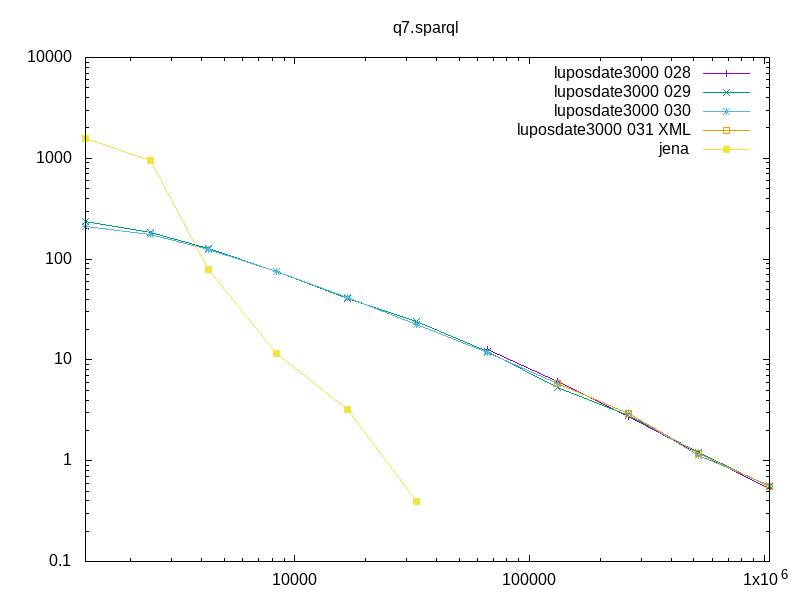 q7.sparql
10000
1000
100
10
1
0.1
luposdate3000 028
luposdate3000 029
luposdate3000 030
luposdate3000 031 XML
jena
10000
100000
1x10^6